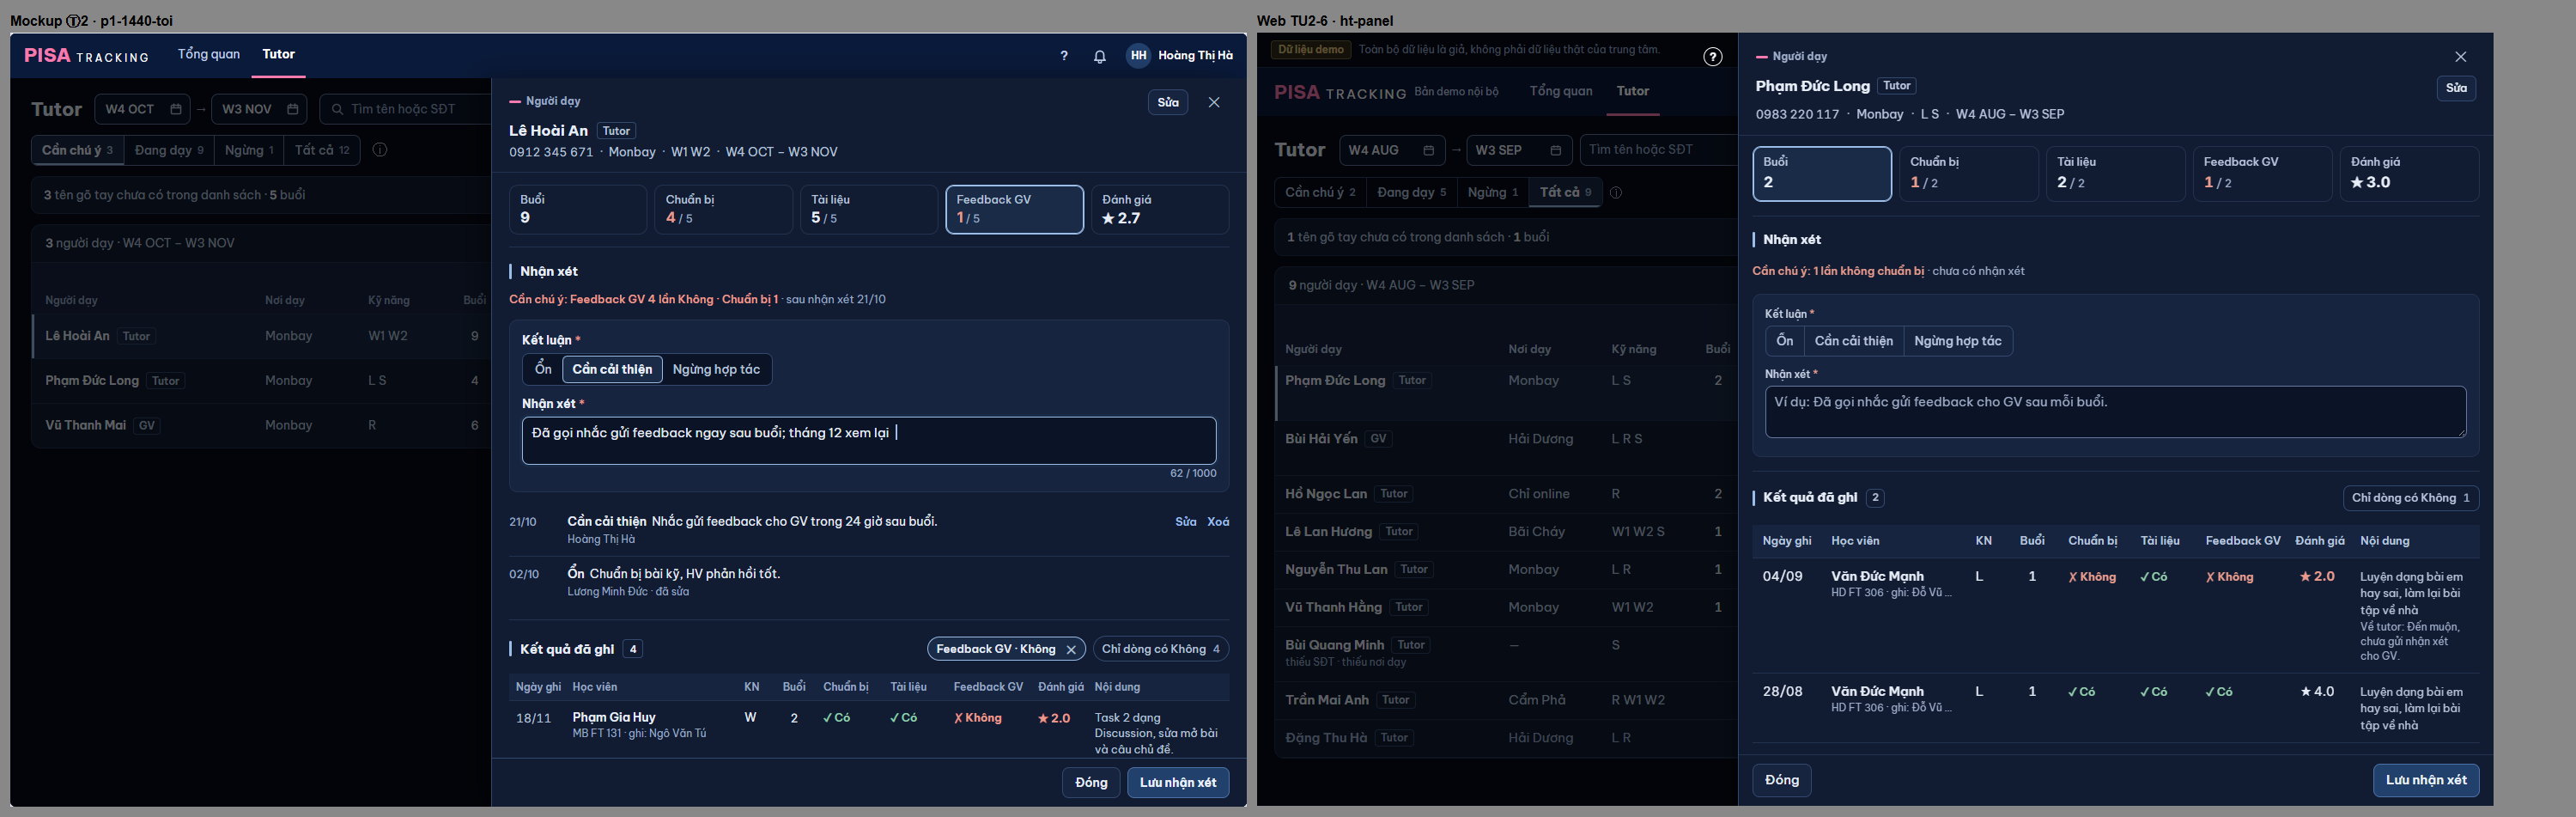 Mockup Ⓣ2 · p1-1440-toi
PISA TRACKING Tổng quan Tutor ? HH Hoàng Thị Hà
Tutor W4 OCT → W3 NOV Tìm tên hoặc SĐT
Cần chú ý 3 Đang dạy 9 Ngừng 1 Tất cả 12
3 tên gõ tay chưa có trong danh sách · 5 buổi
3 người dạy · W4 OCT – W3 NOV
Người dạy Nơi dạy Kỹ năng Buổi
Lê Hoài An Tutor Monbay W1 W2 9
Phạm Đức Long Tutor Monbay L S 4
Vũ Thanh Mai GV Monbay R 6
Người dạy Sửa
Lê Hoài An Tutor
0912 345 671 · Monbay · W1 W2 · W4 OCT – W3 NOV
Buổi Chuẩn bị Tài liệu Feedback GV Đánh giá
9 4 / 5 5 / 5 1 / 5 ★ 2.7
Nhận xét
Cần chú ý: Feedback GV 4 lần Không · Chuẩn bị 1 · sau nhận xét 21/10
Kết luận *
Ổn Cần cải thiện Ngừng hợp tác
Nhận xét *
Đã gọi nhắc gửi feedback ngay sau buổi; tháng 12 xem lại
62 / 1000
21/10 Cần cải thiện Nhắc gửi feedback cho GV trong 24 giờ sau buổi. Sửa Xoá
Hoàng Thị Hà
02/10 Ổn Chuẩn bị bài kỹ, HV phản hồi tốt.
Lương Minh Đức · đã sửa
Kết quả đã ghi 4 Feedback GV · Không Chỉ dòng có Không 4
Ngày ghi Học viên KN Buổi Chuẩn bị Tài liệu Feedback GV Đánh giá Nội dung
18/11 Phạm Gia Huy W 2 ✓ Có ✓ Có ✗ Không ★ 2.0 Task 2 dạng
MB FT 131 · ghi: Ngô Văn Tú Discussion, sửa mở bài
và câu chủ đề.
Đóng Lưu nhận xét
Web TU2-6 · ht-panel
Dữ liệu demo Toàn bộ dữ liệu là giả, không phải dữ liệu thật của trung tâm. ?
PISA TRACKING Bản demo nội bộ Tổng quan Tutor
Tutor W4 AUG → W3 SEP Tìm tên hoặc SĐT
Cần chú ý 2 Đang dạy 5 Ngừng 1 Tất cả 9
1 tên gõ tay chưa có trong danh sách · 1 buổi
9 người dạy · W4 AUG – W3 SEP
Người dạy Nơi dạy Kỹ năng Buổi
Phạm Đức Long Tutor Monbay L S 2
Bùi Hải Yến GV Hải Dương L R S
Hồ Ngọc Lan Tutor Chỉ online R 2
Lê Lan Hương Tutor Bãi Cháy W1 W2 S 1
Nguyễn Thu Lan Tutor Monbay L R 1
Vũ Thanh Hằng Tutor Monbay W1 W2 1
Bùi Quang Minh Tutor — S
thiếu SĐT · thiếu nơi dạy
Trần Mai Anh Tutor Cẩm Phả R W1 W2
Đặng Thu Hà Tutor Hải Dương L R
Người dạy
Phạm Đức Long Tutor Sửa
0983 220 117 · Monbay · L S · W4 AUG – W3 SEP
Buổi Chuẩn bị Tài liệu Feedback GV Đánh giá
2 1 / 2 2 / 2 1 / 2 ★ 3.0
Nhận xét
Cần chú ý: 1 lần không chuẩn bị · chưa có nhận xét
Kết luận *
Ổn Cần cải thiện Ngừng hợp tác
Nhận xét *
Ví dụ: Đã gọi nhắc gửi feedback cho GV sau mỗi buổi.
Kết quả đã ghi 2 Chỉ dòng có Không 1
Ngày ghi Học viên KN Buổi Chuẩn bị Tài liệu Feedback GV Đánh giá Nội dung
04/09 Văn Đức Mạnh L 1 ✗ Không ✓ Có ✗ Không ★ 2.0 Luyện dạng bài em
HD FT 306 · ghi: Đỗ Vũ ... hay sai, làm lại bài
tập về nhà
Về tutor: Đến muộn,
chưa gửi nhận xét
cho GV.
28/08 Văn Đức Mạnh L 1 ✓ Có ✓ Có ✓ Có ★ 4.0 Luyện dạng bài em
HD FT 306 · ghi: Đỗ Vũ ... hay sai, làm lại bài
tập về nhà
Đóng Lưu nhận xét